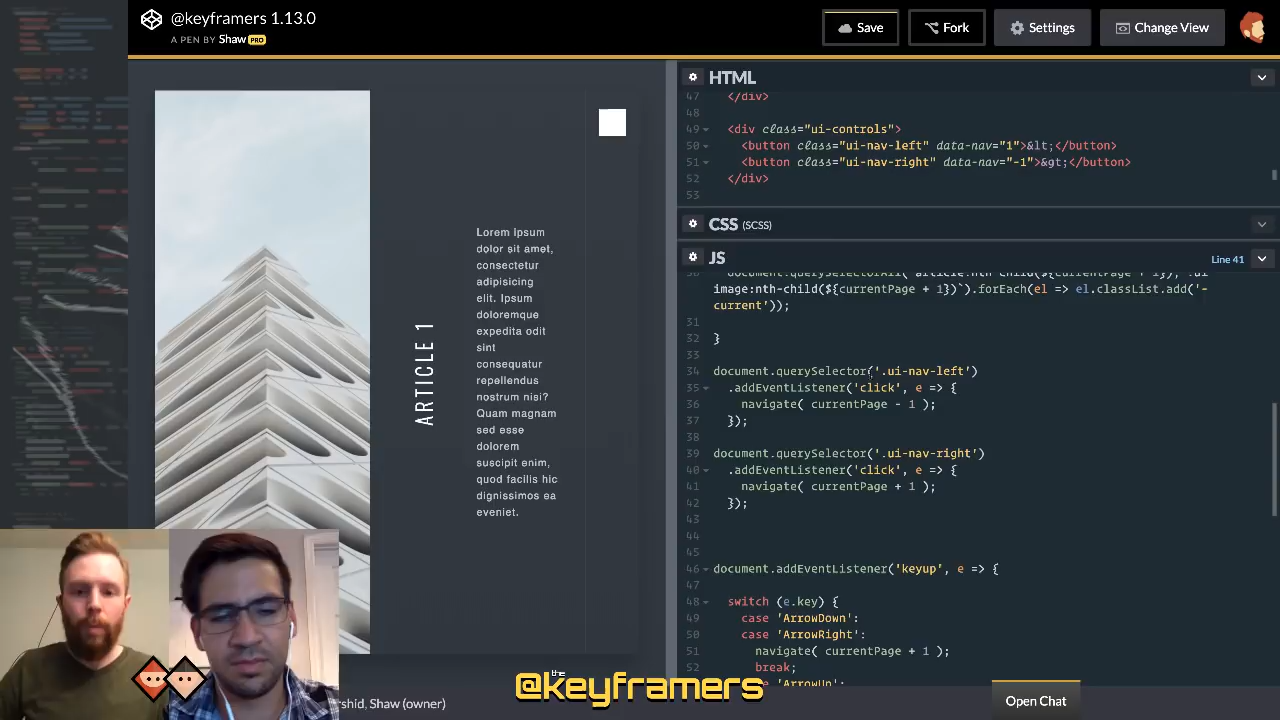 @keyframers 1.13.0
A PEN BY Shaw PRO
Save
Fork
Settings
Change View
ARTICLE 1
Lorem ipsum
dolor sit amet,
consectetur
adipisicing
elit. Ipsum
doloremque
expedita odit
sint
consequatur
repellendus
nostrum nisi?
Quam magnam
sed esse
dolorem
suscipit enim,
quod facilis hic
dignissimos ea
eveniet.
HTML
47 </div>
48
49 <div class="ui-controls">
50 <button class="ui-nav-left" data-nav="1">&lt;</button>
51 <button class="ui-nav-right" data-nav="-1">&gt;</button>
52 </div>
53
CSS (SCSS)
JS
Line 41
image:nth-child(${currentPage + 1})`).forEach(el => el.classList.add('-
current'));
31
32 }
33
34 document.querySelector('.ui-nav-left')
35 .addEventListener('click', e => {
36 navigate( currentPage - 1 );
37 });
38
39 document.querySelector('.ui-nav-right')
40 .addEventListener('click', e => {
41 navigate( currentPage + 1 );
42 });
43
44
45
46 document.addEventListener('keyup', e => {
47
48 switch (e.key) {
49 case 'ArrowDown':
50 case 'ArrowRight':
51 navigate( currentPage + 1 );
52 break;
'ArrowUp':
the
@keyframers
Shaw (owner)
Open Chat